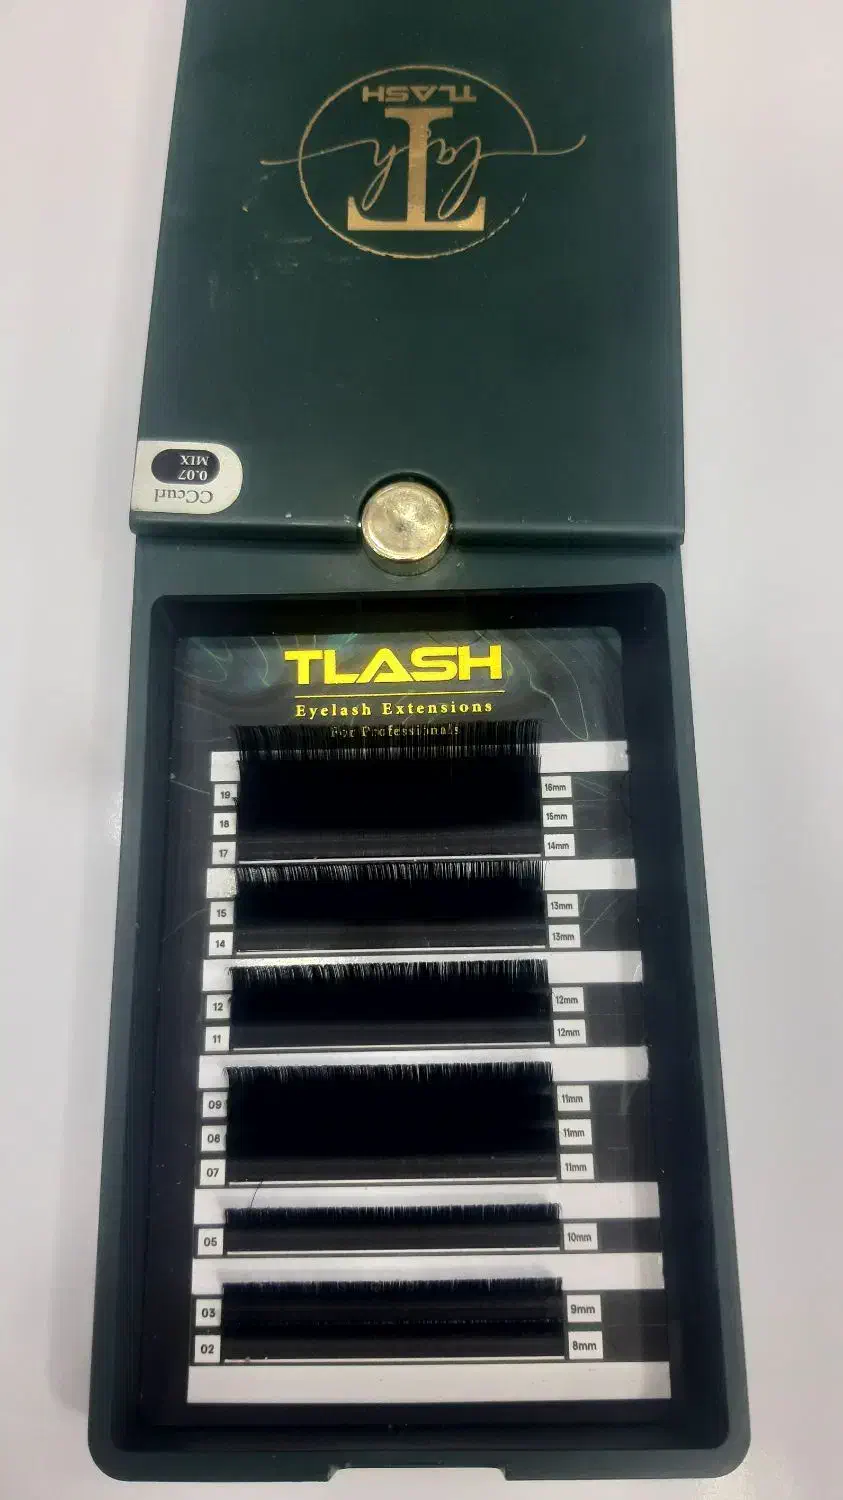 TLASH
T
lash
CCcurl
0.07
MIX
TLASH
Eyelash Extensions
For Professionals
19 16mm
18 15mm
17 14mm
15 13mm
14 13mm
12 12mm
11 12mm
09 11mm
08 11mm
07 11mm
05 10mm
03 9mm
02 8mm